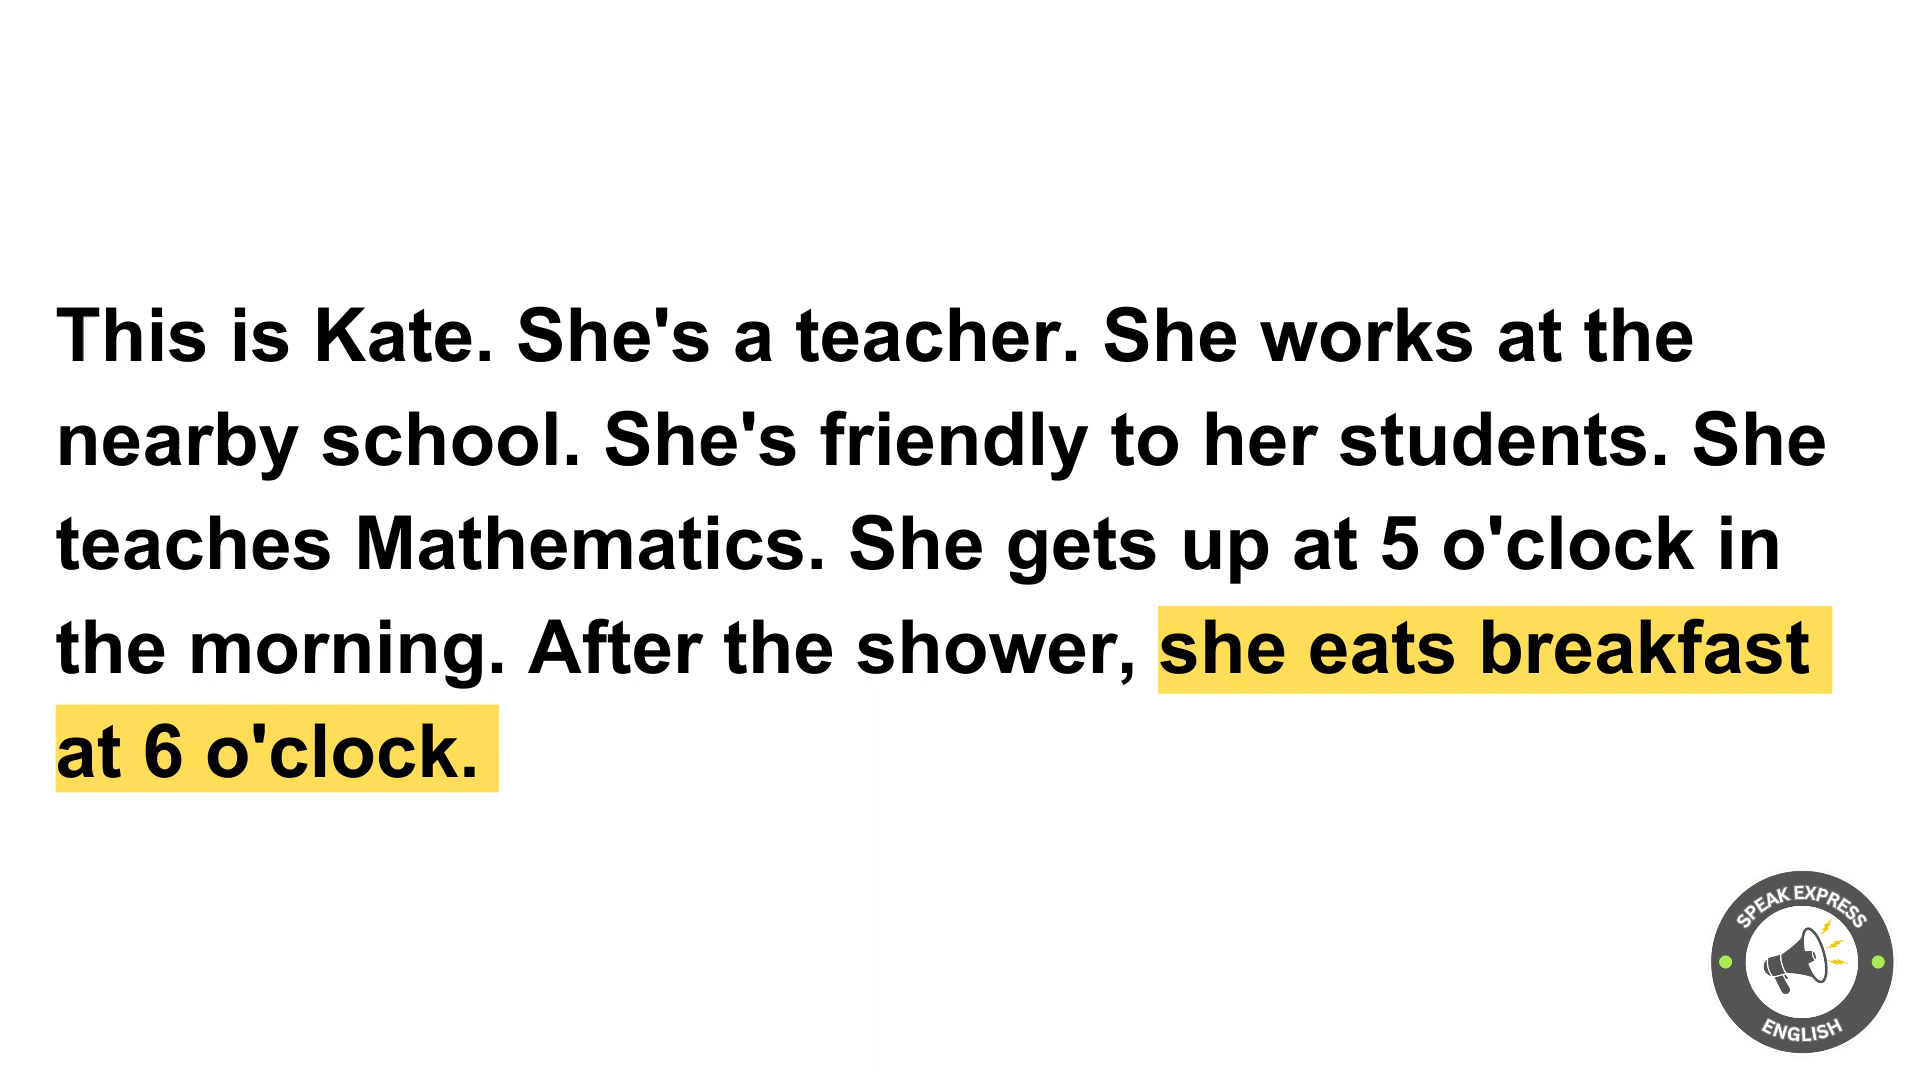 This is Kate. She's a teacher. She works at the
nearby school. She's friendly to her students. She
teaches Mathematics. She gets up at 5 o'clock in
the morning. After the shower, she eats breakfast
at 6 o'clock.
SPEAK EXPRESS
ENGLISH